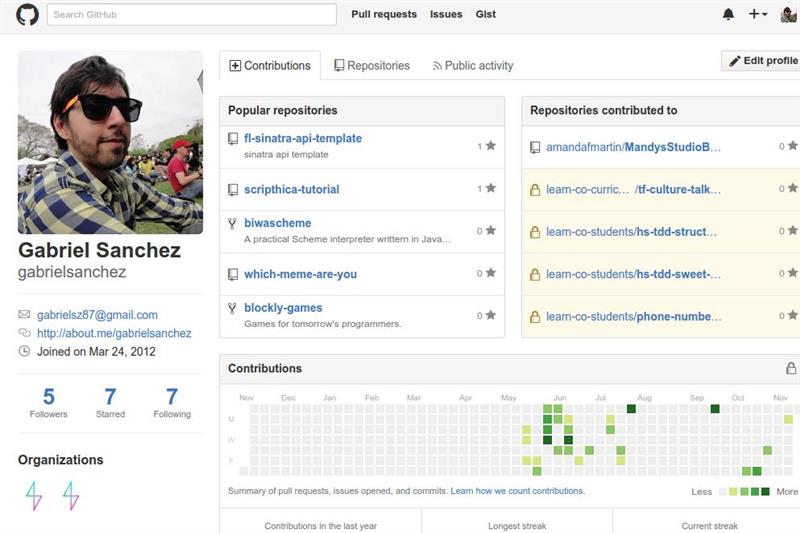 Search GitHub
Pull requests Issues Gist
Contributions Repositories Public activity
Edit profile
Gabriel Sanchez
gabrielsanchez
gabrielsz87@gmail.com
http://about.me/gabrielsanchez
Joined on Mar 24, 2012
5 7 7
Followers Starred Following
Organizations
Popular repositories
fl-sinatra-api-template 1
sinatra api template
scripthica-tutorial 1
biwascheme 0
A practical Scheme interpreter writtern in Java…
which-meme-are-you 0
blockly-games 0
Games for tomorrow's programmers.
Repositories contributed to
amandafmartin/MandysStudioB… 0
learn-co-curric… /tf-culture-talk… 0
learn-co-students/hs-tdd-struct… 0
learn-co-students/hs-tdd-sweet-… 0
learn-co-students/phone-numbe… 0
Contributions
Nov Dec Jan Feb Mar Apr May Jun Jul Aug Sep Oct Nov
M
W
F
Summary of pull requests, issues opened, and commits. Learn how we count contributions.
Less More
Contributions in the last year Longest streak Current streak